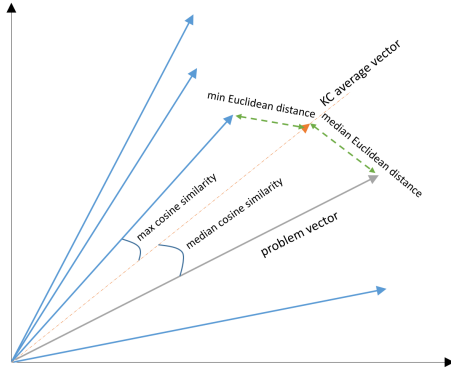 KC average vector
min Euclidean distance
median Euclidean distance
max cosine similarity
median cosine similarity
problem vector